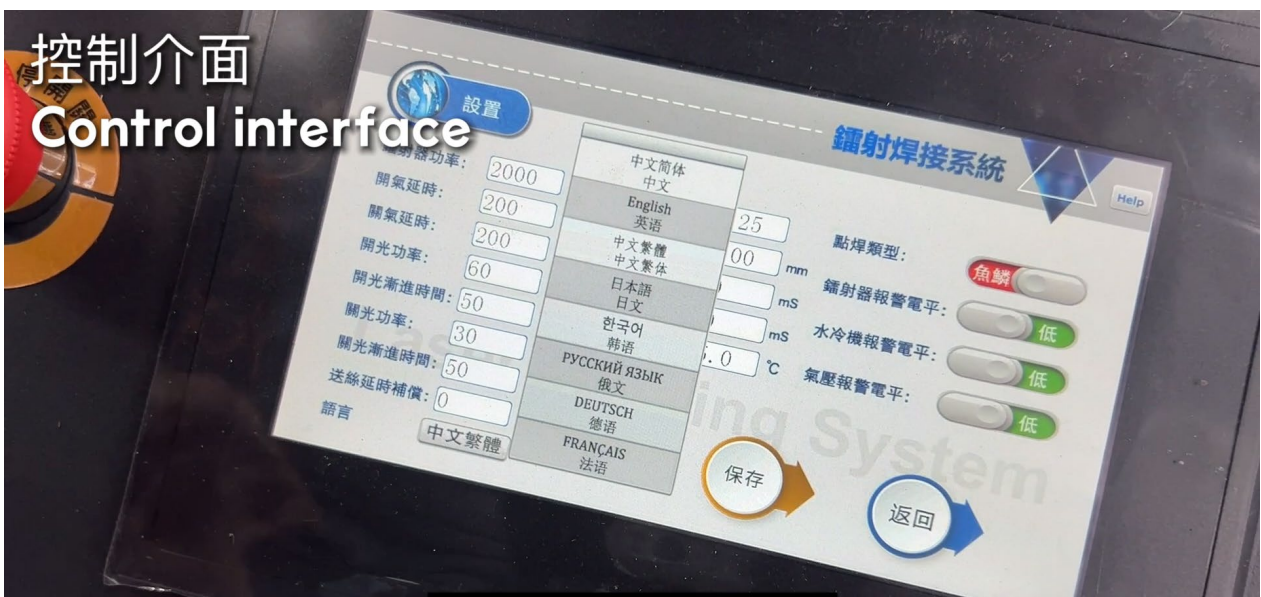 控制介面
Control interface
設置
鐳射焊接系統
Help
功率:
2000
開氣延時:
200
關氣延時:
200
開光功率:
60
開光漸進時間:
50
關光功率:
30
關光漸進時間:
50
送絲延時補償:
0
語言
中文繁體
中文简体
中文
English
英语
中文繁體
中文繁体
日本語
日文
한국어
韩语
РУССКИЙ ЯЗЫК
俄文
DEUTSCH
德语
FRANÇAIS
法语
25
00
mm
mS
mS
.0
℃
點焊類型:
魚鱗
鐳射器報警電平:
低
水冷機報警電平:
低
氣壓報警電平:
低
ing System
保存
返回